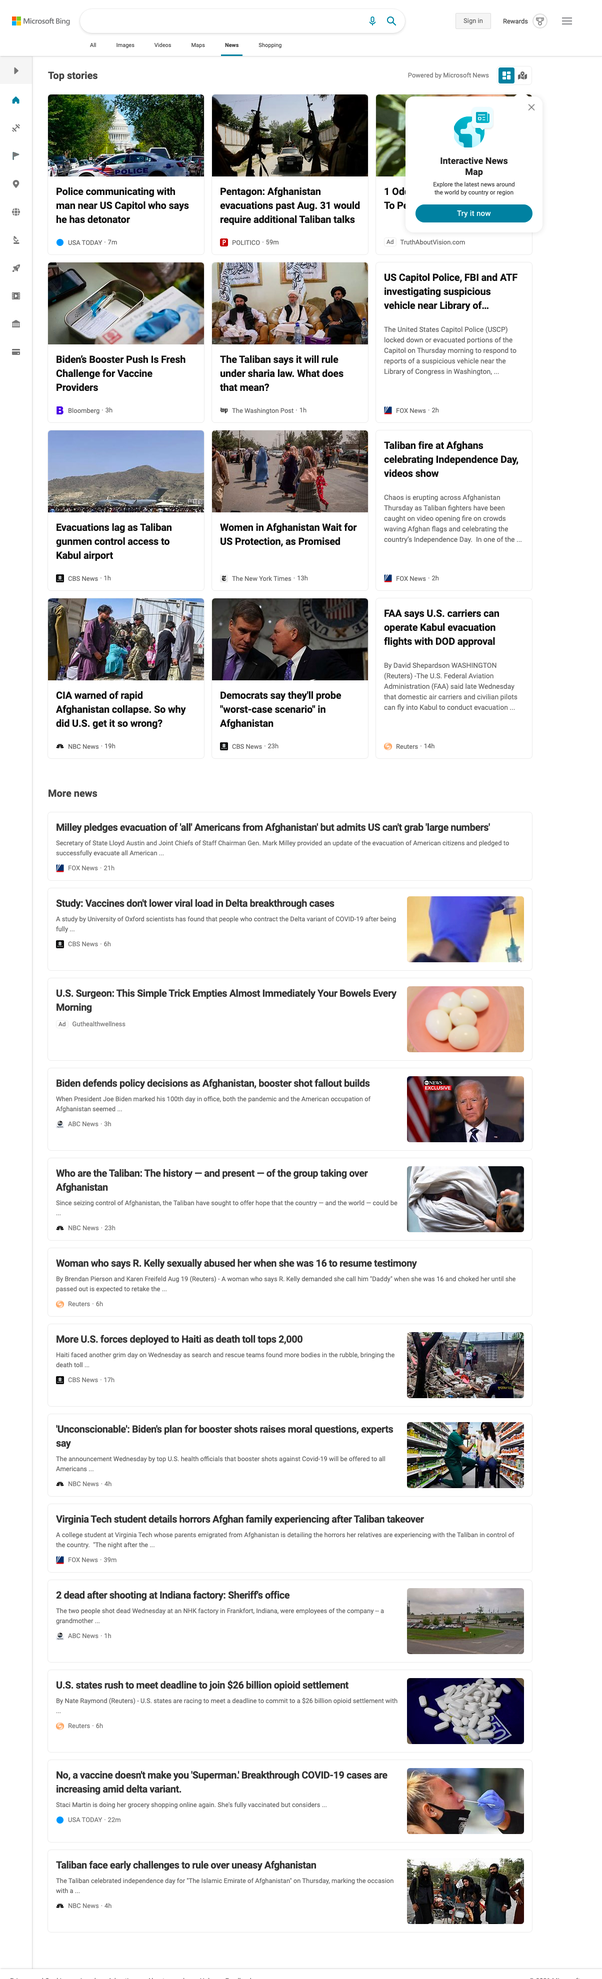 Microsoft Bing
Sign in
Rewards
All
Images
Videos
Maps
News
Shopping
Top stories
Powered by Microsoft News
Interactive News
Map
Explore the latest news around
the world by country or region
Try it now
POLICE
Police communicating with
man near US Capitol who says
he has detonator
USA TODAY · 7m
Pentagon: Afghan
evacuations past Aug. 31 would
require additional Taliban talks
POLITICO · 59m
1 Od
To Pe
Ad TruthAboutVision.com
Biden's Booster Push Is Fresh
Challenge for Vaccine
Providers
Bloomberg · 3h
The Taliban says it will rule
under sharia law. What does
that mean?
The Washington Post · 1h
US Capitol Police, FBI and ATF
investigating suspicious
vehicle near Library of...
The United States Capitol Police (USCP)
locked down or evacuated portions of the
Capitol on Thursday morning to respond to
reports of a suspicious vehicle near the
Library of Congress in Washington, ...
FOX News · 2h
Evacuations lag as Taliban
gunmen control access to
Kabul airport
CBS News · 1h
Women in Afghanistan Wait for
US Protection, as Promised
The New York Times · 13h
Taliban fire at Afghans
celebrating Independence Day,
videos show
Chaos is erupting across Afghanistan
Thursday as Taliban fighters have been
caught on video opening fire on crowds
waving Afghan flags and celebrating the
country's Independence Day. In one of the ...
FOX News · 2h
CIA warned of rapid
Afghanistan collapse. So why
did U.S. get it so wrong?
NBC News · 19h
Democrats say they'll probe
"worst-case scenario" in
Afghanistan
CBS News · 23h
FAA says U.S. carriers can
operate Kabul evacuation
flights with DOD approval
By David Shepardson WASHINGTON
(Reuters) -The U.S. Federal Aviation
Administration (FAA) said late Wednesday
that domestic air carriers and civilian pilots
can fly into Kabul to conduct evacuation ...
Reuters · 14h
More news
Milley pledges evacuation of 'all' Americans from Afghanistan' but admits US can't grab 'large numbers'
Secretary of State Lloyd Austin and Joint Chiefs of Staff Chairman Gen. Mark Milley provided an update of the evacuation of American citizens and pledged to
successfully evacuate all American ...
FOX News · 21h
Study: Vaccines don't lower viral load in Delta breakthrough cases
A study by University of Oxford scientists has found that people who contract the Delta variant of COVID-19 after being
fully ...
CBS News · 6h
U.S. Surgeon: This Simple Trick Empties Almost Immediately Your Bowels Every
Morning
Ad Guthealthwellness
Biden defends policy decisions as Afghanistan, booster shot fallout builds
When President Joe Biden marked his 100th day in office, both the pandemic and the American occupation of
Afghanistan seemed ...
ABC News · 3h
NEWS
EXCLUSIVE
Who are the Taliban: The history — and present — of the group taking over
Afghanistan
Since seizing control of Afghanistan, the Taliban have sought to offer hope that the country — and the world — could be
...
NBC News · 23h
Woman who says R. Kelly sexually abused her when she was 16 to resume testimony
By Brendan Pierson and Karen Freifeld Aug 19 (Reuters) - A woman who says R. Kelly demanded she call him "Daddy" when she was 16 and choked her until she
passed out is expected to retake the ...
Reuters · 6h
More U.S. forces deployed to Haiti as death toll tops 2,000
Haiti faced another grim day on Wednesday as search and rescue teams found more bodies in the rubble, bringing the
death toll ...
CBS News · 17h
'Unconscionable': Biden's plan for booster shots raises moral questions, experts
say
The announcement Wednesday by top U.S. health officials that booster shots against Covid-19 will be offered to all
Americans ...
NBC News · 4h
Virginia Tech student details horrors Afghan family experiencing after Taliban takeover
A college student at Virginia Tech whose parents emigrated from Afghanistan is detailing the horrors her relatives are experiencing with the Taliban in control of
the country. "The night after the ...
FOX News · 39m
2 dead after shooting at Indiana factory: Sheriff's office
The two people shot dead Wednesday at an NHK factory in Frankfort, Indiana, were employees of the company – a
grandmother ...
ABC News · 1h
U.S. states rush to meet deadline to join $26 billion opioid settlement
By Nate Raymond (Reuters) - U.S. states are racing to meet a deadline to commit to a $26 billion opioid settlement with
...
Reuters · 6h
No, a vaccine doesn't make you 'Superman.' Breakthrough COVID-19 cases are
increasing amid delta variant.
Staci Martin is doing her grocery shopping online again. She's fully vaccinated but considers ...
USA TODAY · 22m
Taliban face early challenges to rule over uneasy Afghanistan
The Taliban celebrated independence day for "The Islamic Emirate of Afghanistan" on Thursday, marking the occasion
with a ...
NBC News · 4h